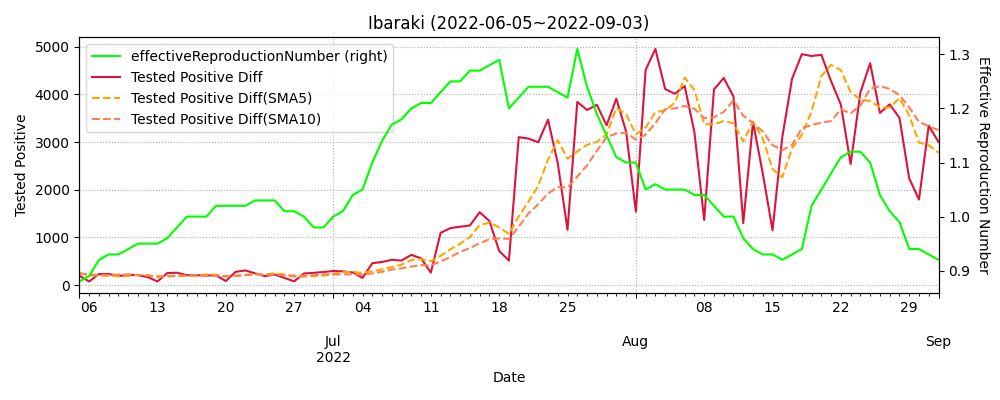 Ibaraki (2022-06-05~2022-09-03)
effectiveReproductionNumber (right)
Tested Positive Diff
Tested Positive Diff(SMA5)
Tested Positive Diff(SMA10)
Tested Positive
5000
4000
3000
2000
1000
0
Effective Reproduction Number
1.3
1.2
1.1
1.0
0.9
06 13 20 27 04 11 18 25 08 15 22 29
Jul Aug Sep
2022
Date